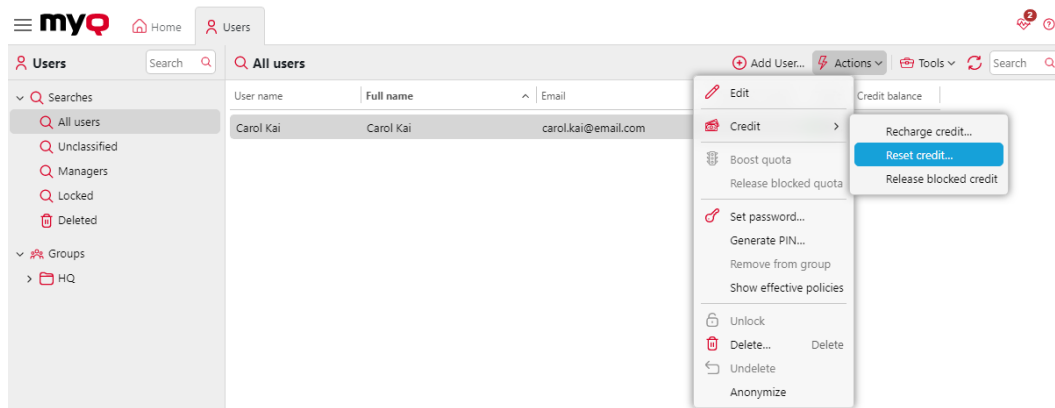 myQ Home Users 2
Users Search All users Add User... Actions Tools Search
Searches
All users
Unclassified
Managers
Locked
Deleted
Groups
HQ
User name Full name Email Credit balance
Carol Kai Carol Kai carol.kai@email.com
Edit
Credit
Boost quota
Release blocked quota
Set password...
Generate PIN...
Remove from group
Show effective policies
Unlock
Delete... Delete
Undelete
Anonymize
Recharge credit...
Reset credit...
Release blocked credit